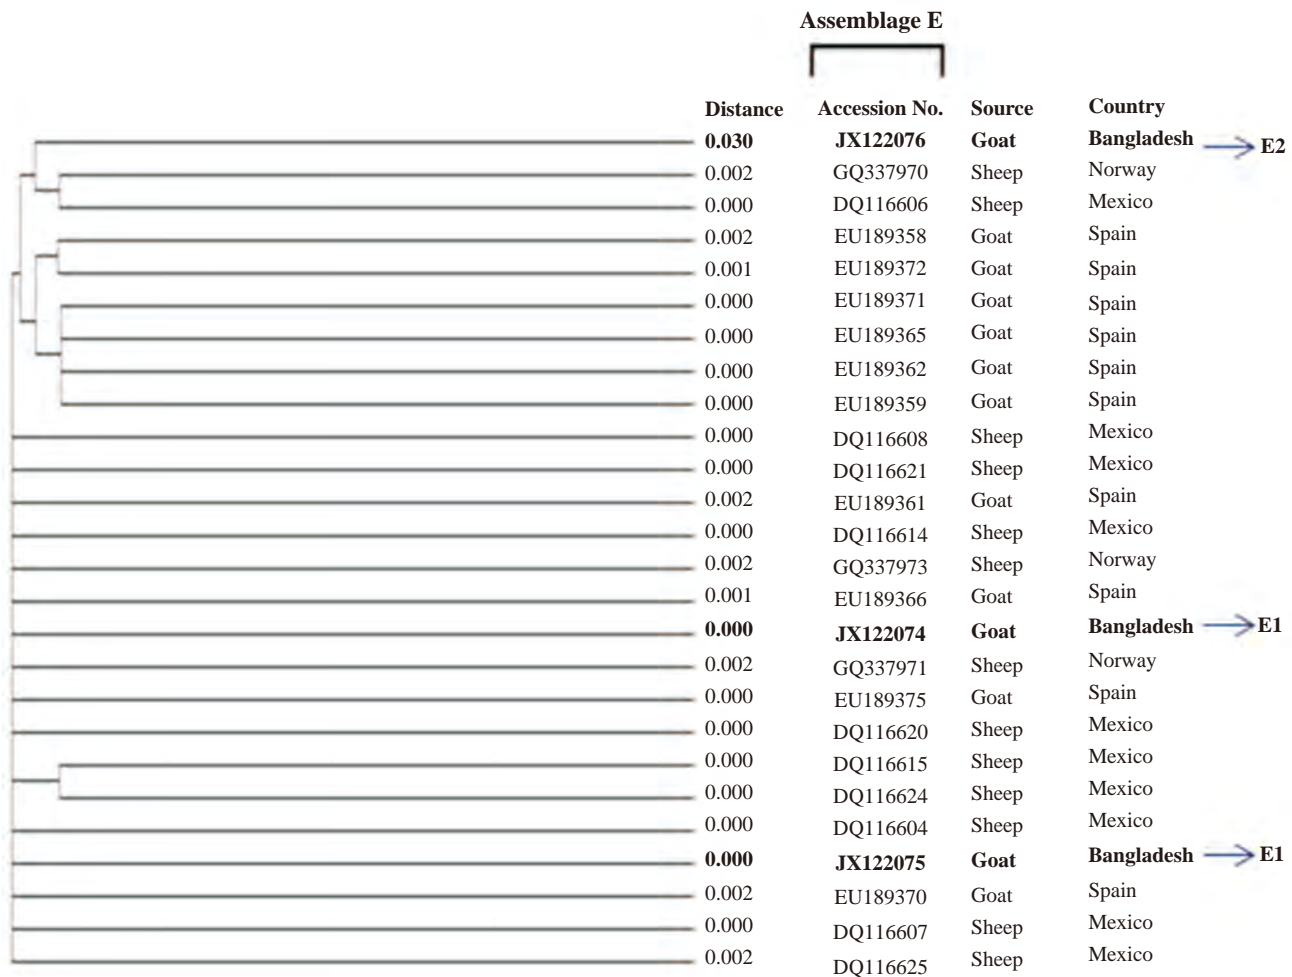 Assemblage E
Distance Accession No. Source Country
0.030 JX122076 Goat Bangladesh E2
0.002 GQ337970 Sheep Norway
0.000 DQ116606 Sheep Mexico
0.002 EU189358 Goat Spain
0.001 EU189372 Goat Spain
0.000 EU189371 Goat Spain
0.000 EU189365 Goat Spain
0.000 EU189362 Goat Spain
0.000 EU189359 Goat Spain
0.000 DQ116608 Sheep Mexico
0.000 DQ116621 Sheep Mexico
0.002 EU189361 Goat Spain
0.000 DQ116614 Sheep Mexico
0.002 GQ337973 Sheep Norway
0.001 EU189366 Goat Spain
0.000 JX122074 Goat Bangladesh E1
0.002 GQ337971 Sheep Norway
0.000 EU189375 Goat Spain
0.000 DQ116620 Sheep Mexico
0.000 DQ116615 Sheep Mexico
0.000 DQ116624 Sheep Mexico
0.000 DQ116604 Sheep Mexico
0.000 JX122075 Goat Bangladesh E1
0.002 EU189370 Goat Spain
0.000 DQ116607 Sheep Mexico
0.002 DQ116625 Sheep Mexico